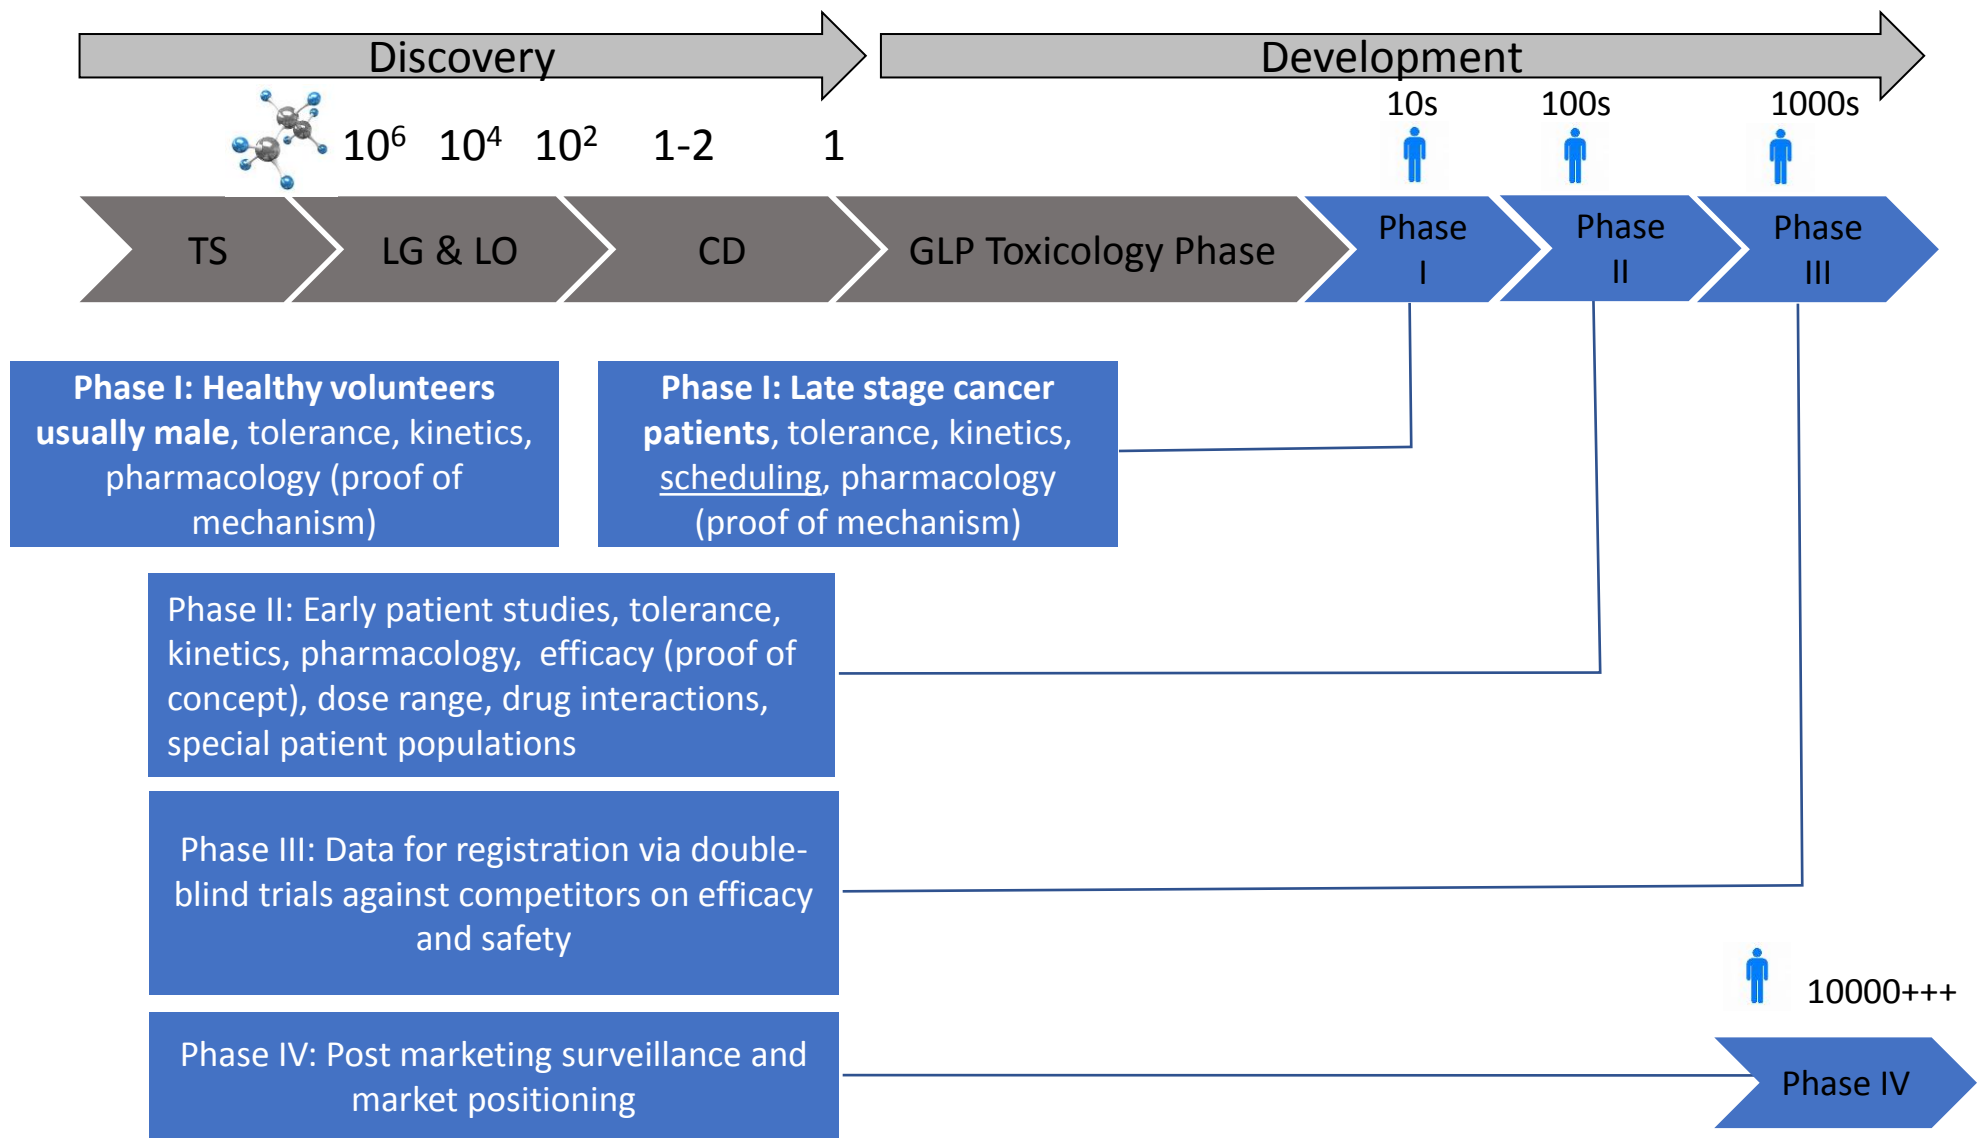 Discovery
Development
10⁶
10⁴
10²
1-2
1
10s
100s
1000s
TS
LG & LO
CD
GLP Toxicology Phase
Phase
I
Phase
II
Phase
III
Phase I: Healthy volunteers
usually male, tolerance, kinetics,
pharmacology (proof of
mechanism)
Phase I: Late stage cancer
patients, tolerance, kinetics,
scheduling, pharmacology
(proof of mechanism)
Phase II: Early patient studies, tolerance,
kinetics, pharmacology, efficacy (proof of
concept), dose range, drug interactions,
special patient populations
Phase III: Data for registration via double-
blind trials against competitors on efficacy
and safety
10000+++
Phase IV: Post marketing surveillance and
market positioning
Phase IV